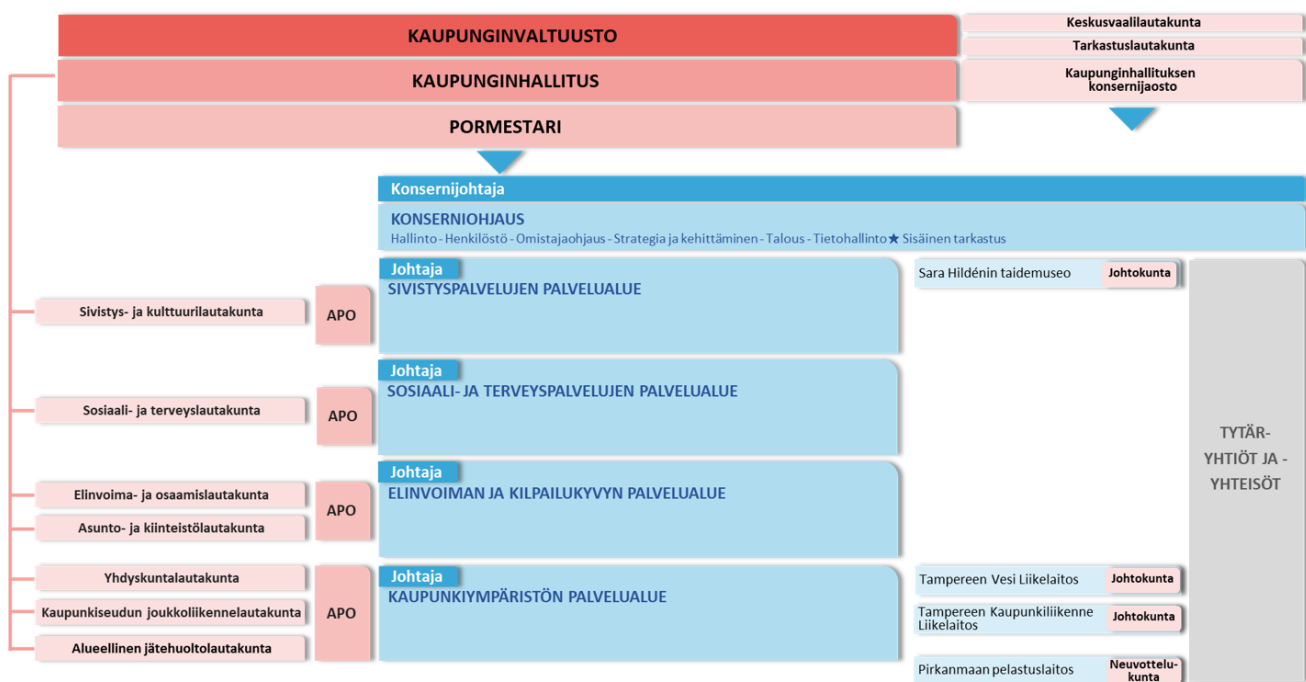 KAUPUNGINVALTUUSTO
Keskusvaalilautakunta
Tarkastuslautakunta
KAUPUNGINHALLITUS
Kaupunginhallituksen
konsernijaosto
PORMESTARI
Konsernijohtaja
KONSERNIOHJAUS
Hallinto - Henkilöstö - Omistajaohjaus - Strategia ja kehittäminen - Talous - Tietohallinto ★ Sisäinen tarkastus
Johtaja
SIVISTYSPALVELUJEN PALVELUALUE
Sivistys- ja kulttuurilautakunta
APO
Sara Hildénin taidemuseo
Johtokunta
Johtaja
SOSIAALI- JA TERVEYSPALVELUJEN PALVELUALUE
Sosiaali- ja terveyslautakunta
APO
Johtaja
ELINVOIMAN JA KILPAILUKYVYN PALVELUALUE
Elinvoima- ja osaamislautakunta
Asunto- ja kiinteistölautakunta
APO
TYTÄR-
YHTIÖT JA -
YHTEISÖT
Johtaja
KAUPUNKIYMPÄRISTÖN PALVELUALUE
Yhdyskuntalautakunta
Kaupunkiseudun joukkoliikennelautakunta
Alueellinen jätehuoltolautakunta
APO
Tampereen Vesi Liikelaitos
Johtokunta
Tampereen Kaupunkiliikenne
Liikelaitos
Johtokunta
Pirkanmaan pelastuslaitos
Neuvottelu-
kunta